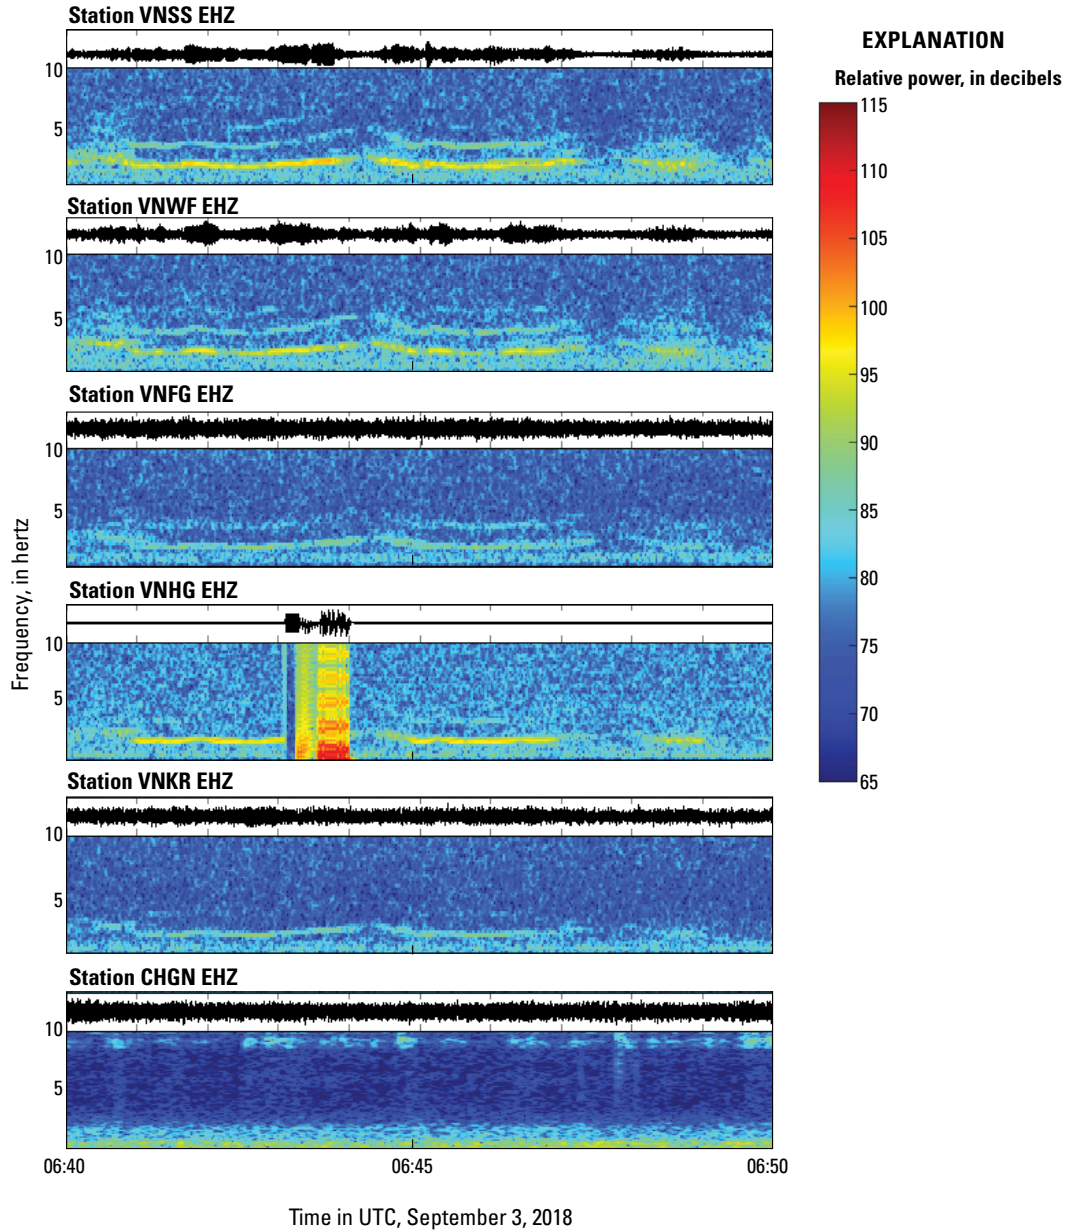 Station VNSS EHZ
10
5
Station VNWF EHZ
10
5
Station VNFG EHZ
10
5
Station VNHG EHZ
10
5
Station VNKR EHZ
10
5
Station CHGN EHZ
10
5
06:40
06:45
06:50
Time in UTC, September 3, 2018
Frequency, in hertz
EXPLANATION
Relative power, in decibels
115
110
105
100
95
90
85
80
75
70
65